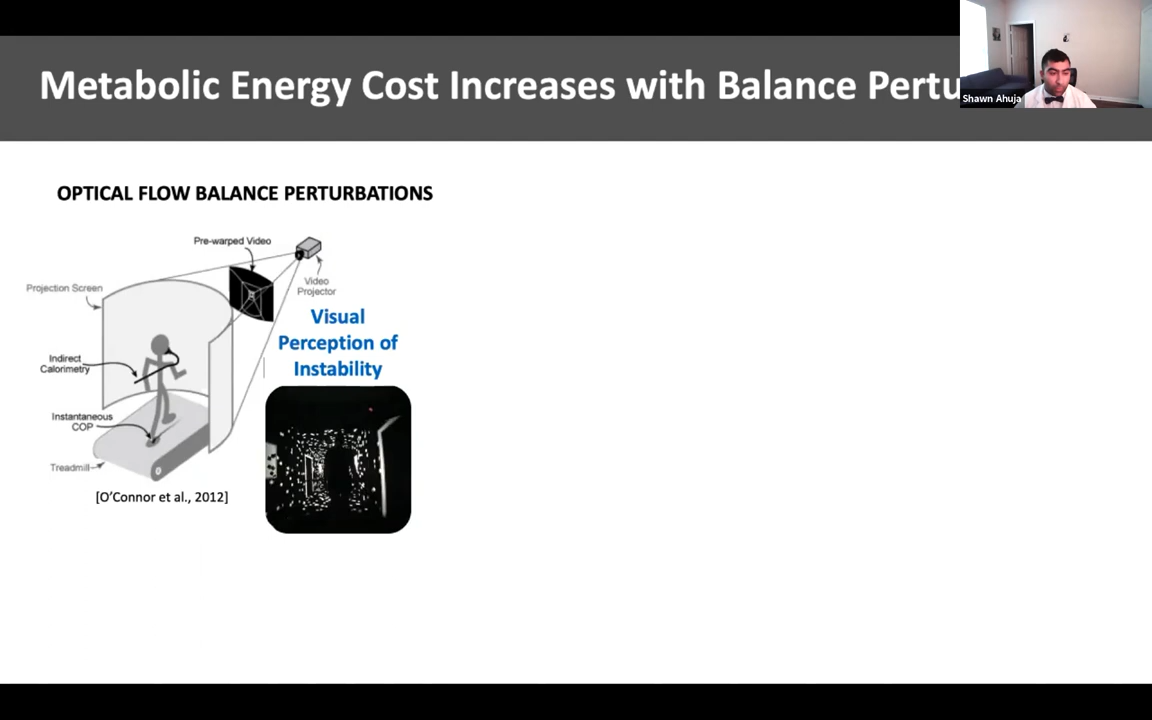 Metabolic Energy Cost Increases with Balance Pertu
Shawn Ahuja
OPTICAL FLOW BALANCE PERTURBATIONS
Pre-warped Video
Video
Projector
Projection Screen
Visual
Perception of
Instability
Indirect
Calorimetry
Instantaneous
COP
Treadmill
[O'Connor et al., 2012]